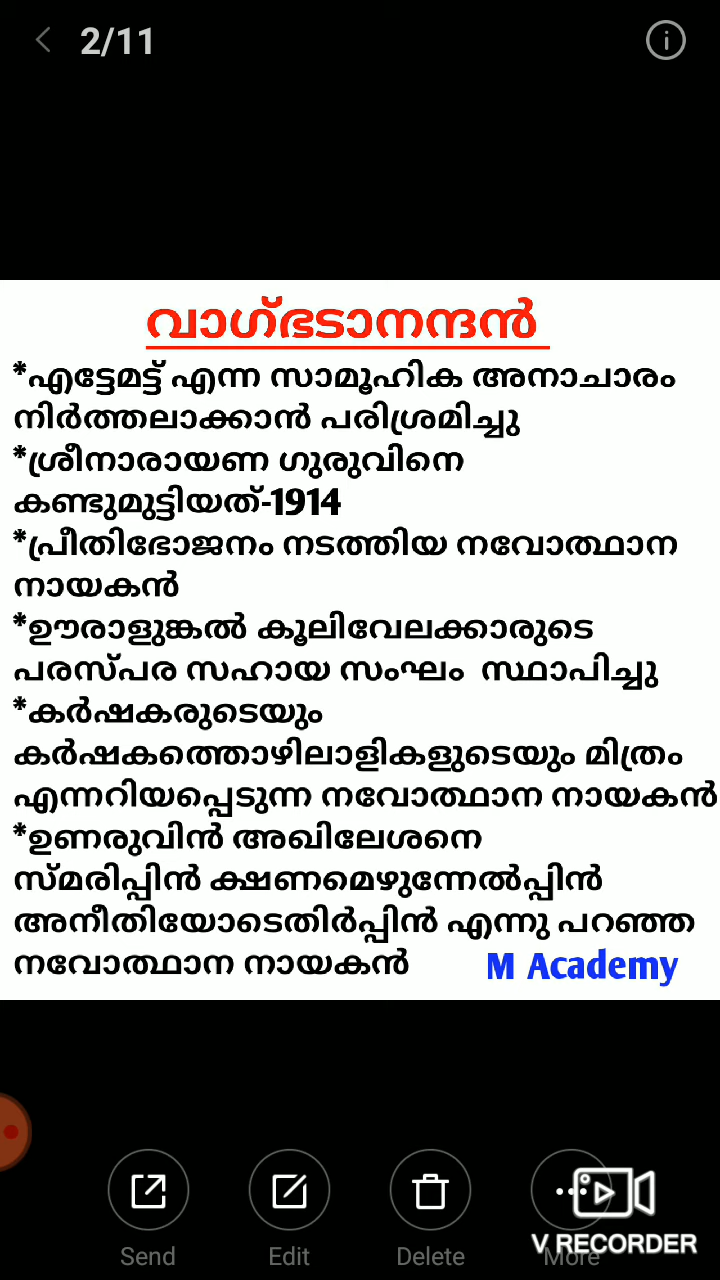 2/11
വാഗ്ഭടാനന്ദൻ
*എട്ടേമട്ട് എന്ന സാമൂഹിക അനാചാരം
നിർത്തലാക്കാൻ പരിശ്രമിച്ചു
*ശ്രീനാരായണ ഗുരുവിനെ
കണ്ടുമുട്ടിയത്-1914
*പ്രീതിഭോജനം നടത്തിയ നവോത്ഥാന
നായകൻ
*ഊരാളുങ്കൽ കൂലിവേലക്കാരുടെ
പരസ്പര സഹായ സംഘം സ്ഥാപിച്ചു
*കർഷകരുടെയും
കർഷകത്തൊഴിലാളികളുടെയും മിത്രം
എന്നറിയപ്പെടുന്ന നവോത്ഥാന നായകൻ
*ഉണരുവിൻ അഖിലേശനെ
സ്മരിപ്പിൻ ക്ഷണമെഴുന്നേൽപ്പിൻ
അനീതിയോടെതിർപ്പിൻ എന്നു പറഞ്ഞ
നവോത്ഥാന നായകൻ M Academy
Send Edit Delete More
V RECORDER